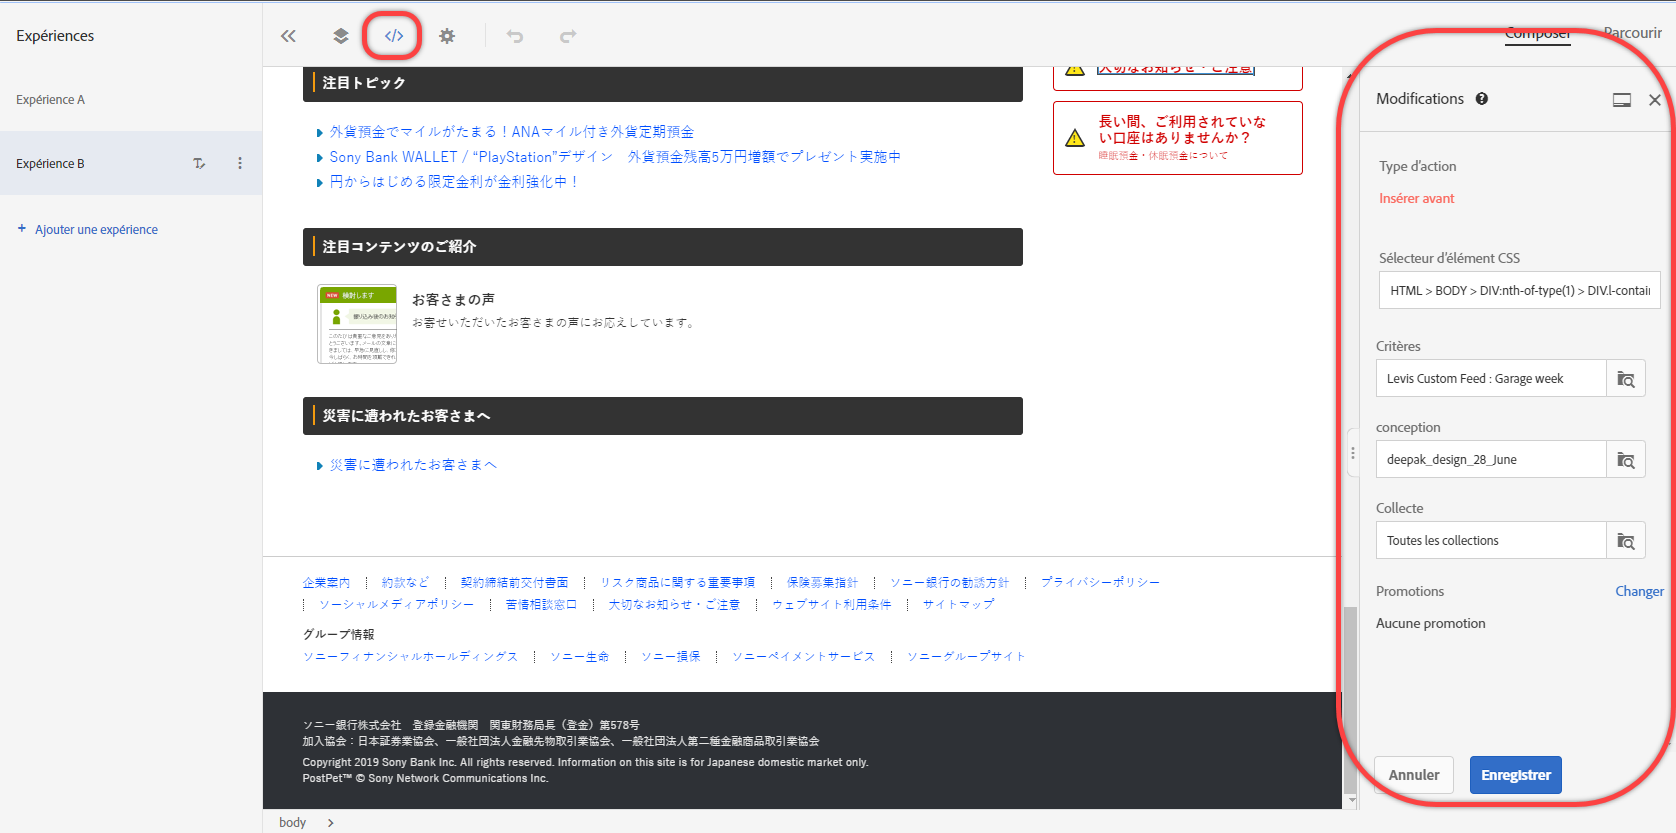 Expériences
</>
Composer
Parcourir
Expérience A
Expérience B
+ Ajouter une expérience
注目トピック
外貨預金でマイルがたまる！ANAマイル付き外貨定期預金
Sony Bank WALLET / “PlayStation”デザイン　外貨預金残高5万円増額でプレゼント実施中
円からはじめる限定金利が金利強化中！
大切なお知らせ・ご注意
長い間、ご利用されていな
い口座はありませんか？
睡眠預金・休眠預金について
注目コンテンツのご紹介
NEW 検討します
お客さまの声
お寄せいただいたお客さまの声にお応えしています。
災害に遭われたお客さまへ
災害に遭われたお客さまへ
企業案内
約款など
契約締結前交付書面
リスク商品に関する重要事項
保険募集指針
ソニー銀行の勧誘方針
プライバシーポリシー
ソーシャルメディアポリシー
苦情相談窓口
大切なお知らせ・ご注意
ウェブサイト利用条件
サイトマップ
グループ情報
ソニーフィナンシャルホールディングス
ソニー生命
ソニー損保
ソニーペイメントサービス
ソニーグループサイト
ソニー銀行株式会社　登録金融機関　関東財務局長（登金）第578号
加入協会：日本証券業協会、一般社団法人金融先物取引業協会、一般社団法人第二種金融商品取引業協会
Copyright 2019 Sony Bank Inc. All rights reserved. Information on this site is for Japanese domestic market only.
PostPet™ © Sony Network Communications Inc.
body >
Modifications ?
Type d'action
Insérer avant
Sélecteur d'élément CSS
HTML > BODY > DIV:nth-of-type(1) > DIV.l-contai
Critères
Levis Custom Feed : Garage week
conception
deepak_design_28_June
Collecte
Toutes les collections
Promotions
Changer
Aucune promotion
Annuler
Enregistrer